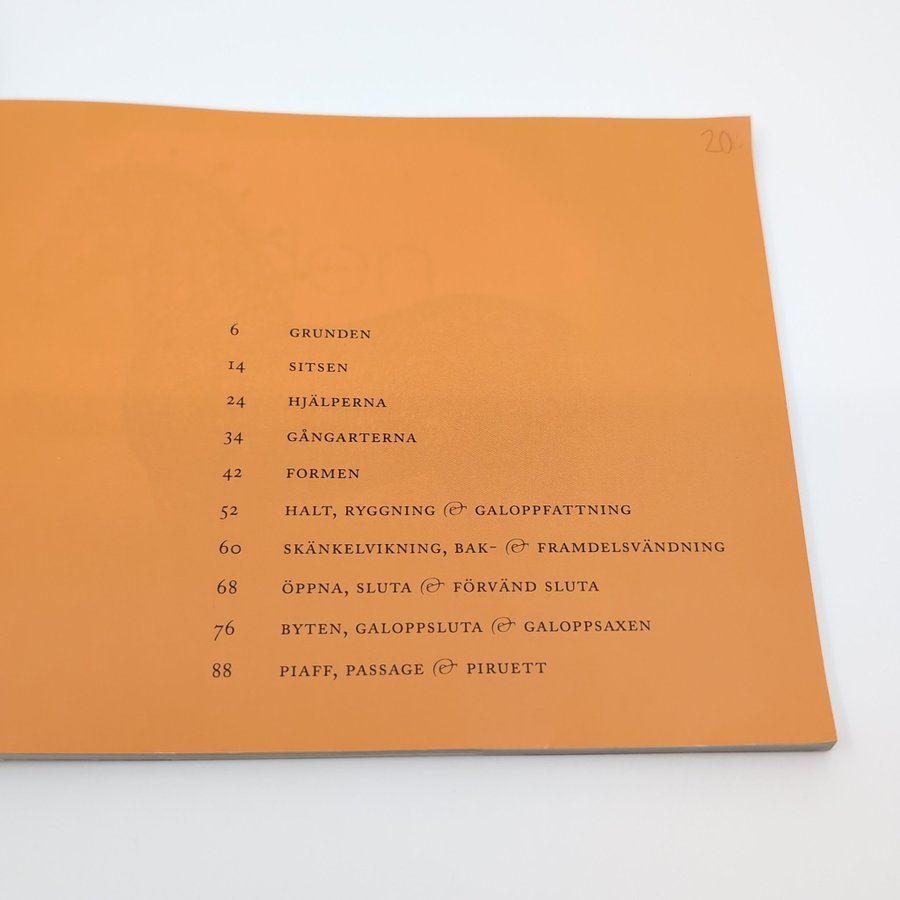 20:-
6 GRUNDEN
14 SITSEN
24 HJÄLPERNA
34 GÅNGARTERNA
42 FORMEN
52 HALT, RYGGNING & GALOPPFATTNING
60 SKÄNKELVIKNING, BAK- & FRAMDELSVÄNDNING
68 ÖPPNA, SLUTA & FÖRVÄND SLUTA
76 BYTEN, GALOPPSLUTA & GALOPPSAXEN
88 PIAFF, PASSAGE & PIRUETT